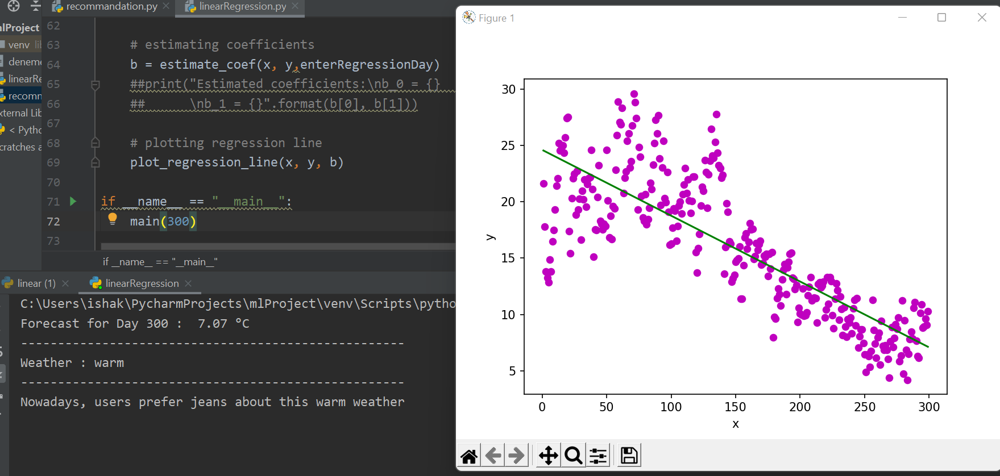 recommandation.py
linearRegression.py
mlProject
venv lib
deneme
linearRe
recomm
External Lib
< Pytho
Scratches a
62
63 # estimating coefficients
64 b = estimate_coef(x, y,enterRegressionDay)
65 ##print("Estimated coefficients:\nb_0 = {}
66 ##      \nb_1 = {}".format(b[0], b[1]))
67
68 # plotting regression line
69 plot_regression_line(x, y, b)
70
71 if __name__ == "__main__":
72 main(300)
73
if __name__ == "__main__"
linear (1)
linearRegression
C:\Users\ishak\PycharmProjects\mlProject\venv\Scripts\pytho
Forecast for Day 300 :  7.07 °C
----------------------------------------------------
Weather : warm
----------------------------------------------------
Nowadays, users prefer jeans about this warm weather
Figure 1
30
25
20
15
10
5
y
0 50 100 150 200 250 300
x